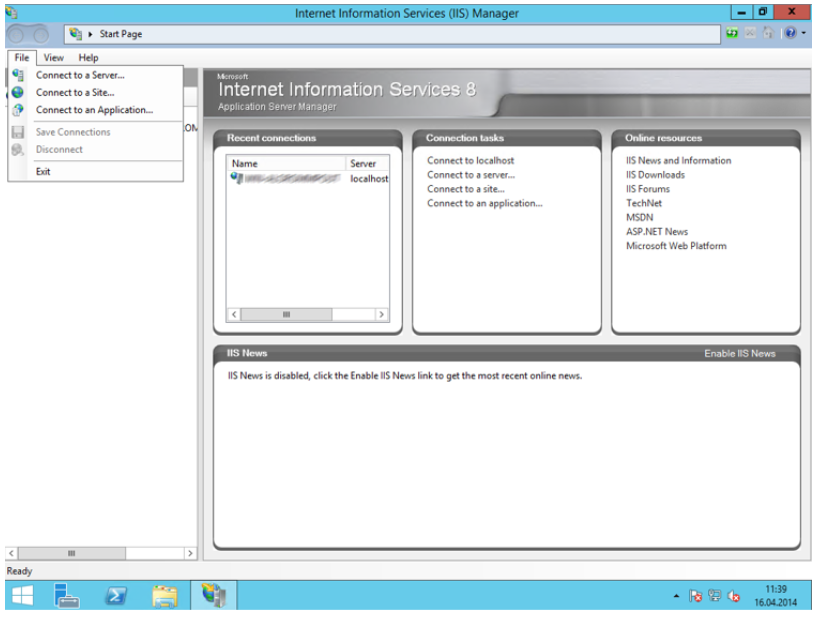 Internet Information Services (IIS) Manager
Start Page
File View Help
Connect to a Server...
Connect to a Site...
Connect to an Application...
Save Connections
Disconnect
Exit
Microsoft
Internet Information Services 8
Application Server Manager
Recent connections
Name Server
localhost
Connection tasks
Connect to localhost
Connect to a server...
Connect to a site...
Connect to an application...
Online resources
IIS News and Information
IIS Downloads
IIS Forums
TechNet
MSDN
ASP.NET News
Microsoft Web Platform
IIS News Enable IIS News
IIS News is disabled, click the Enable IIS News link to get the most recent online news.
Ready
11:39
16.04.2014